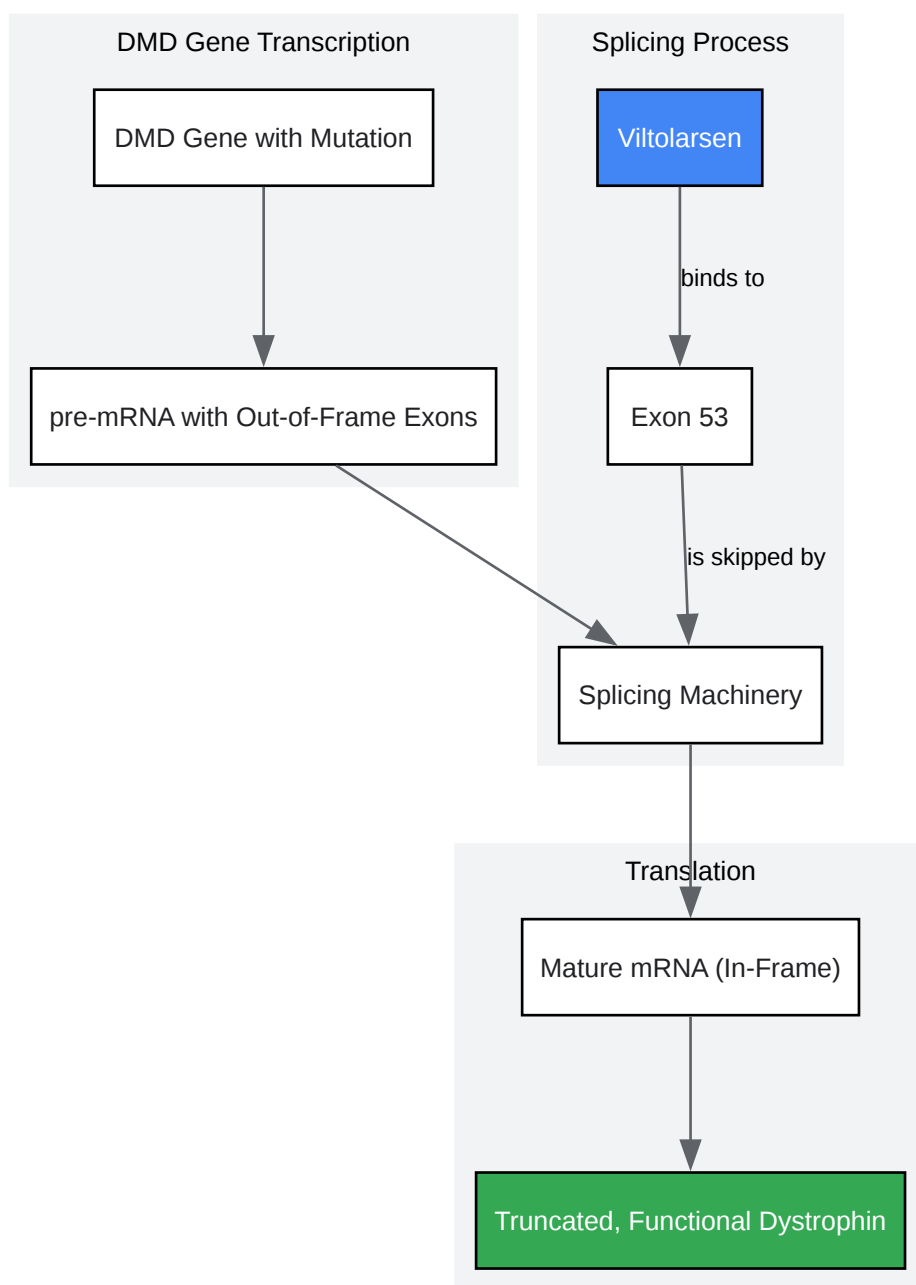 DMD Gene Transcription
DMD Gene with Mutation
pre-mRNA with Out-of-Frame Exons
Splicing Process
Viltolarsen
binds to
Exon 53
is skipped by
Splicing Machinery
Translation
Mature mRNA (In-Frame)
Truncated, Functional Dystrophin